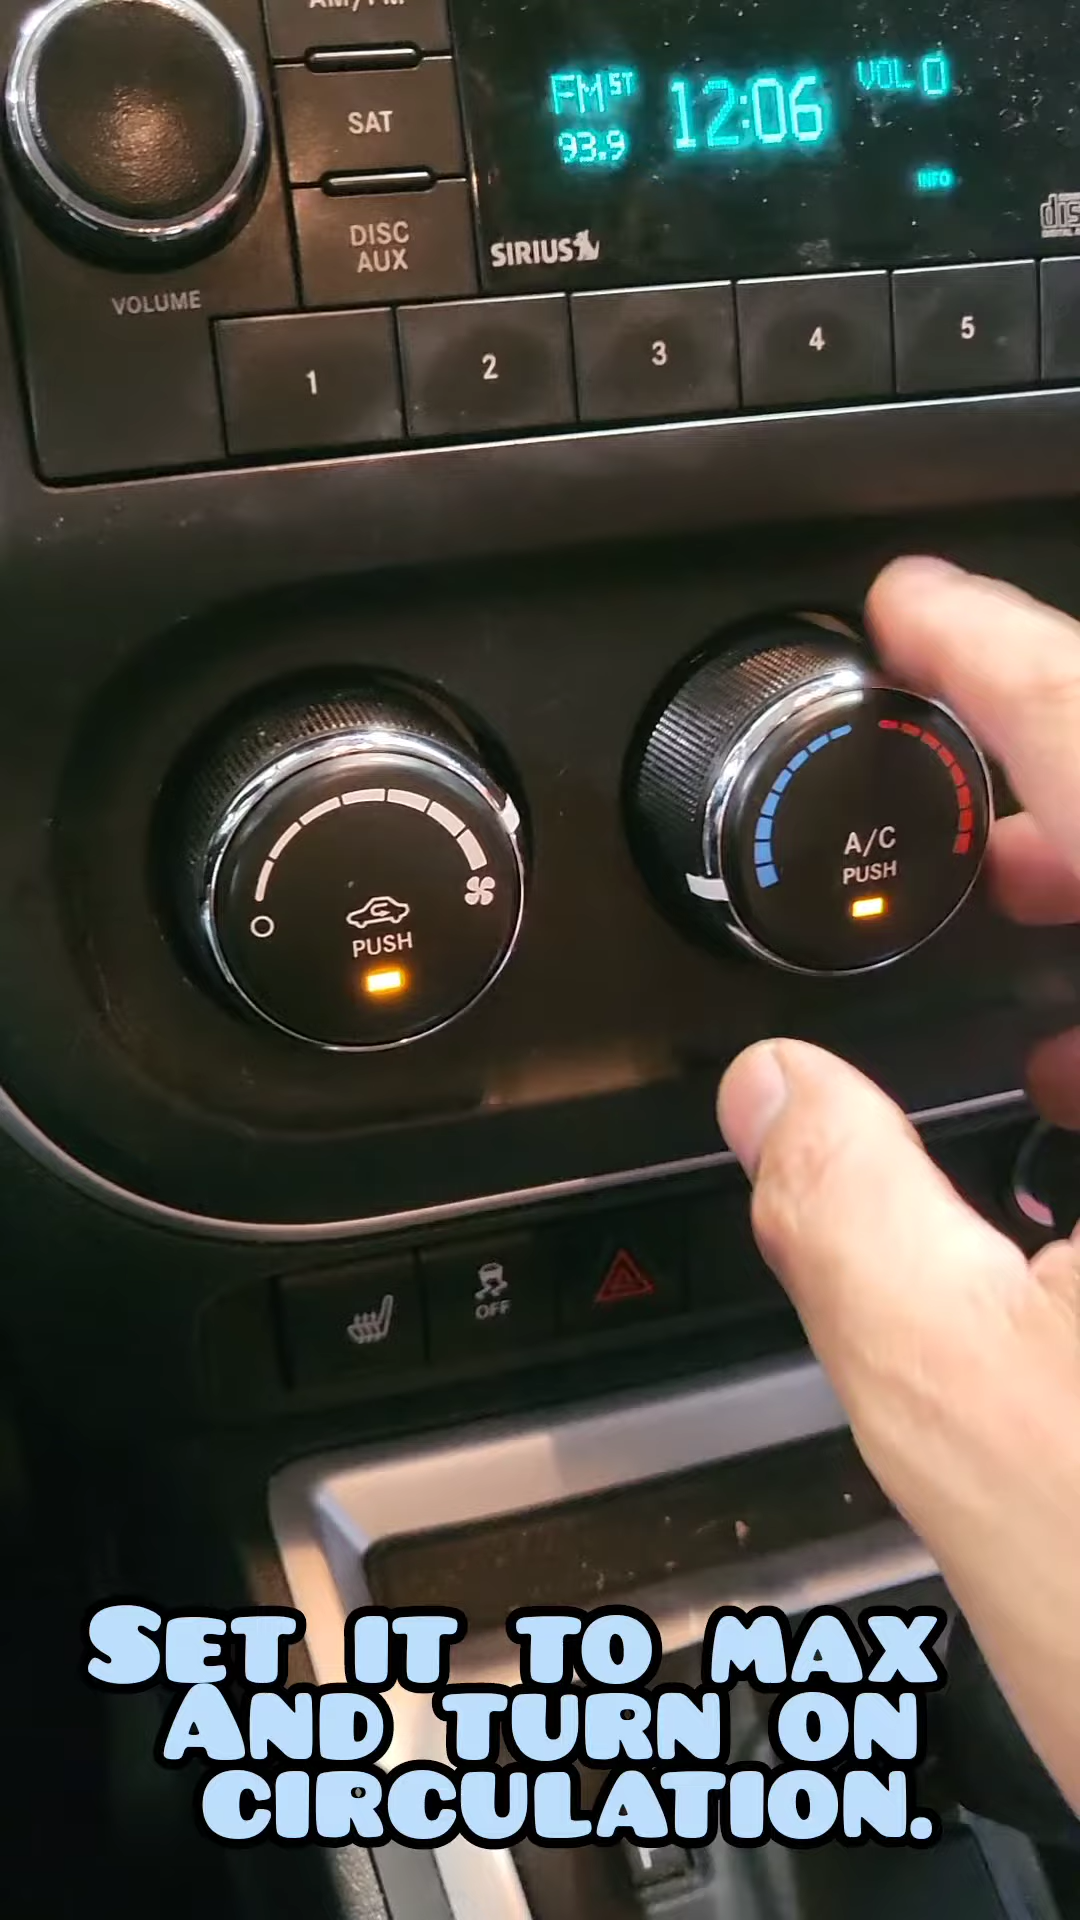 AM/FM
SAT
DISC
AUX
VOLUME
FM ST
93.9
12:06
VOL 0
INFO
SIRIUS
1
2
3
4
5
PUSH
A/C
PUSH
OFF
SET IT TO MAX
AND TURN ON
CIRCULATION.